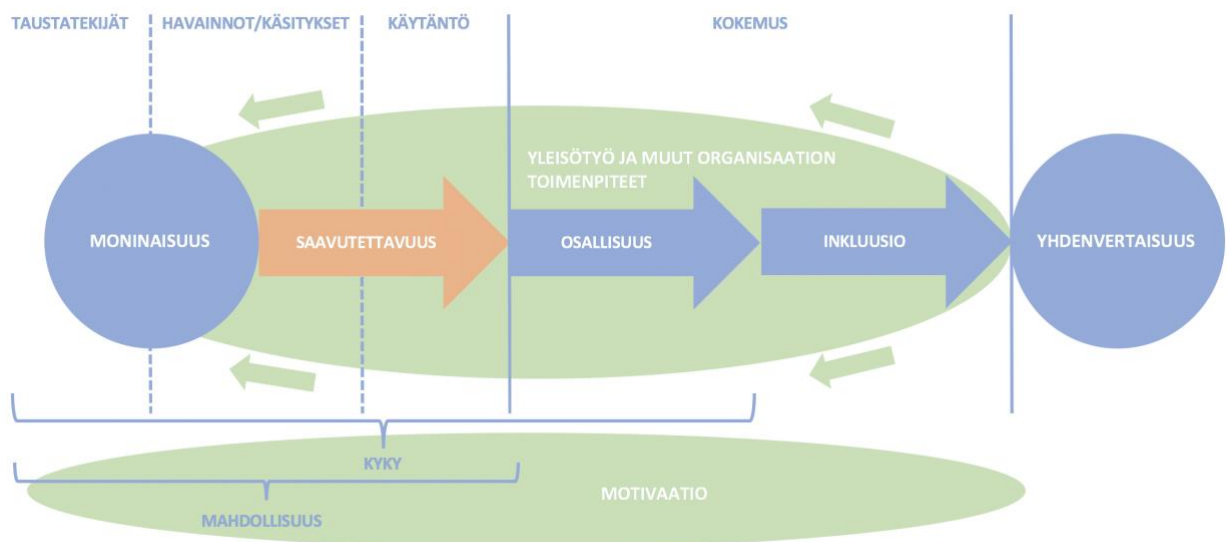 TAUSTATEKIJÄT
HAVAINNOT/KÄSITYKSET
KÄYTÄNTÖ
KOKEMUS
YLEISÖTYÖ JA MUUT ORGANISAATION
TOIMENPITEET
MONINAISUUS
SAAVUTETTAVUUS
OSALLISUUS
INKLUUSIO
YHDENVERTAISUUS
KYKY
MOTIVAATIO
MAHDOLLISUUS